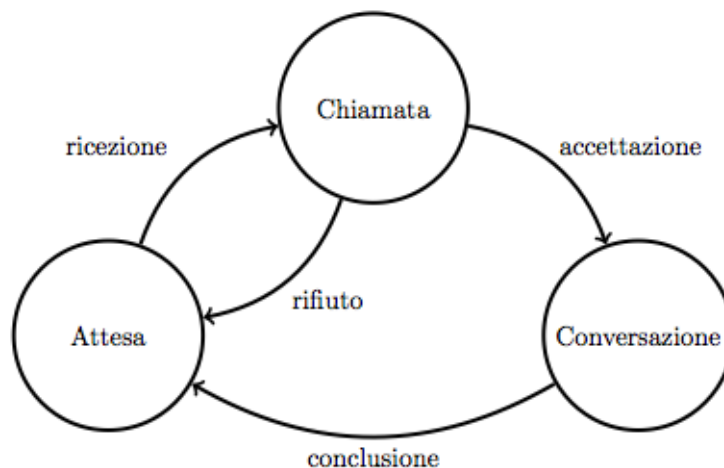 Chiamata
ricezione
accettazione
rifiuto
Attesa
Conversazione
conclusione